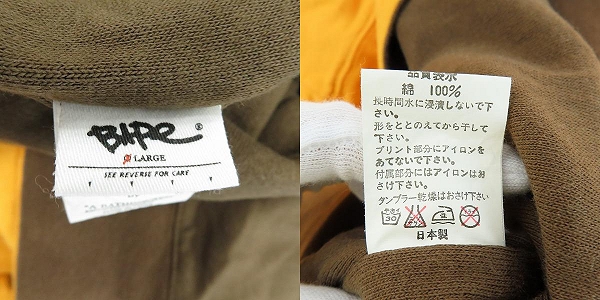 BAPE®
LARGE
SEE REVERSE FOR CARE
品質表示
綿 100%
長時間水に浸漬しないで下
さい。
形をととのえてから干して
下さい。
プリント部分にアイロンを
あてないで下さい。
付属部分にはアイロンはお
さけ下さい。
タンブラー乾燥はおさけ下さい
30
日本製